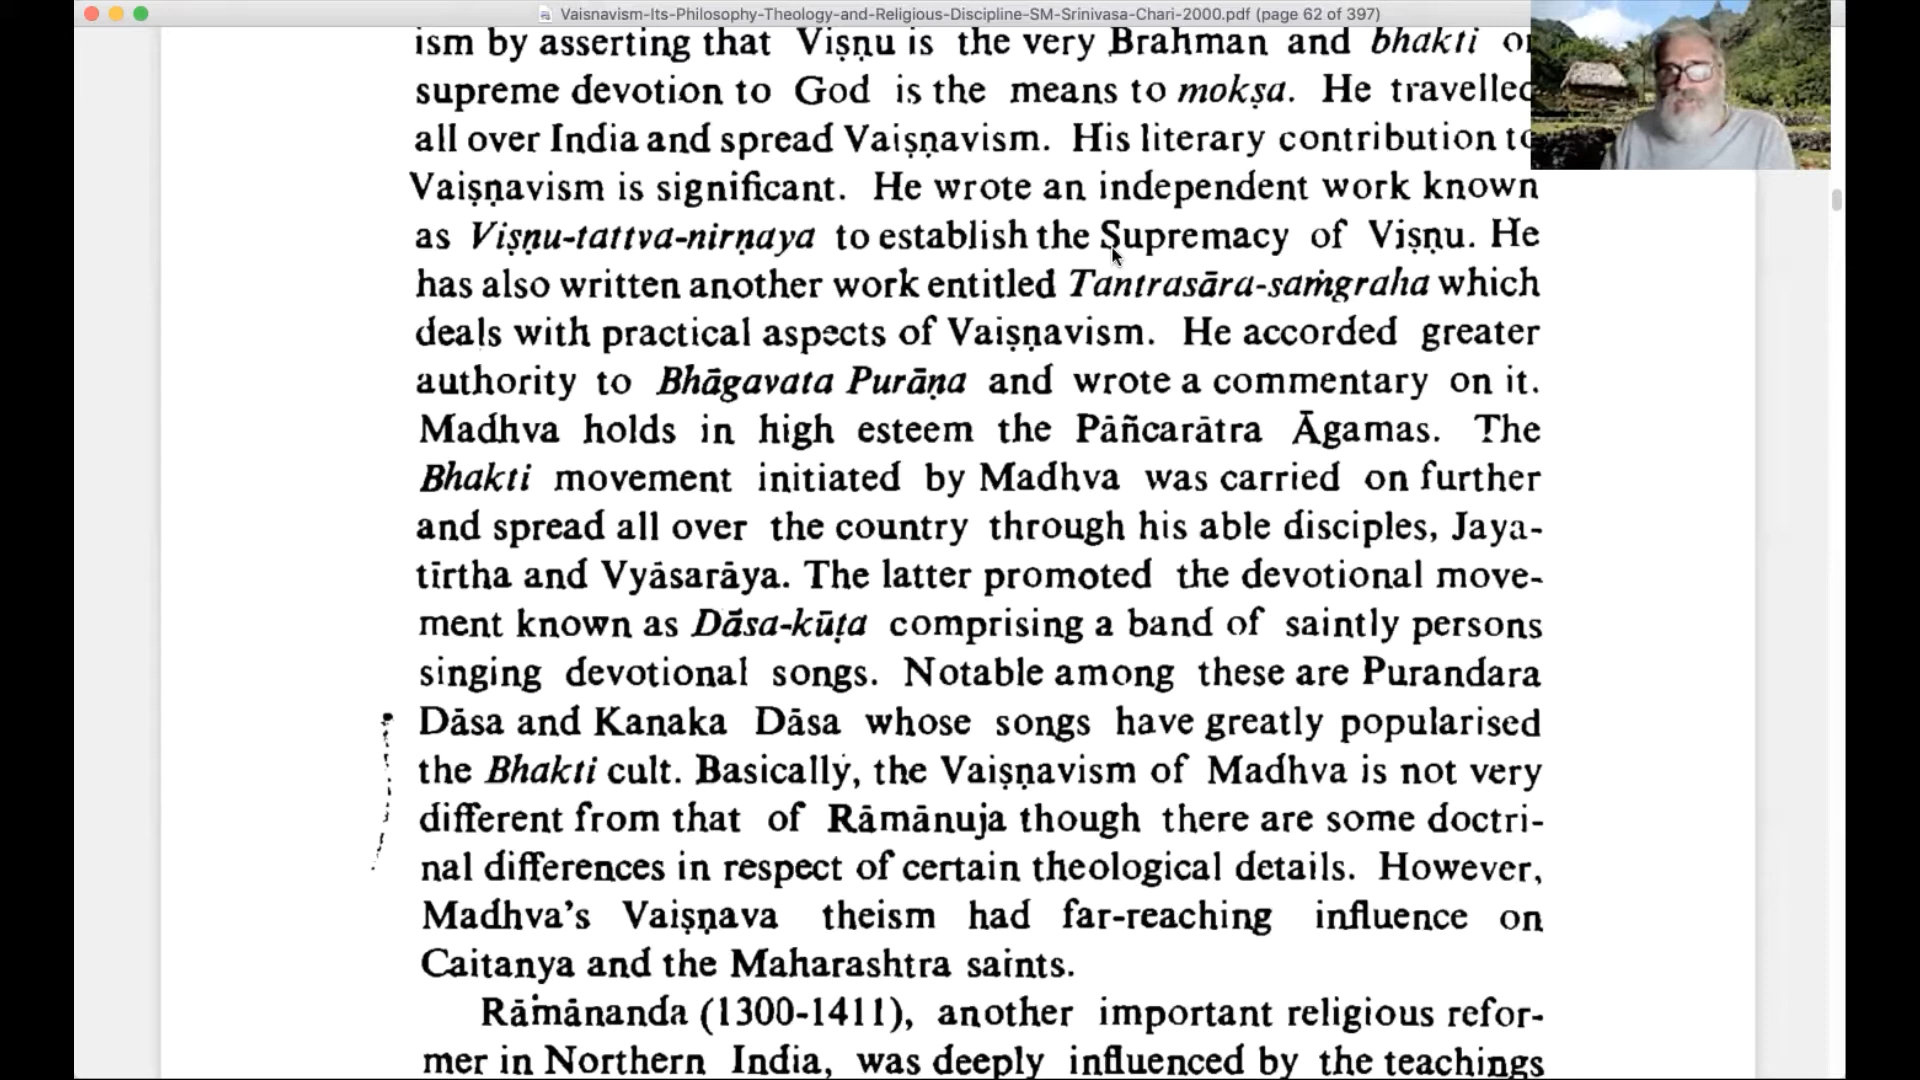 Vaisnavism-Its-Philosophy-Theology-and-Religious-Discipline-SM-Srinivasa-Chari-2000.pdf (page 62 of 397)
ism by asserting that Viṣṇu is the very Brahman and bhakti or
supreme devotion to God is the means to mokṣa. He travelled
all over India and spread Vaiṣṇavism. His literary contribution to
Vaiṣṇavism is significant. He wrote an independent work known
as Viṣṇu-tattva-nirṇaya to establish the Supremacy of Viṣṇu. He
has also written another work entitled Tantrasāra-saṁgraha which
deals with practical aspects of Vaiṣṇavism. He accorded greater
authority to Bhāgavata Purāṇa and wrote a commentary on it.
Madhva holds in high esteem the Pāñcarātra Āgamas. The
Bhakti movement initiated by Madhva was carried on further
and spread all over the country through his able disciples, Jaya-
tīrtha and Vyāsarāya. The latter promoted the devotional move-
ment known as Dāsa-kūṭa comprising a band of saintly persons
singing devotional songs. Notable among these are Purandara
Dāsa and Kanaka Dāsa whose songs have greatly popularised
the Bhakti cult. Basically, the Vaiṣṇavism of Madhva is not very
different from that of Rāmānuja though there are some doctri-
nal differences in respect of certain theological details. However,
Madhva's Vaiṣṇava theism had far-reaching influence on
Caitanya and the Maharashtra saints.
Rāmānanda (1300-1411), another important religious refor-
mer in Northern India, was deeply influenced by the teachings